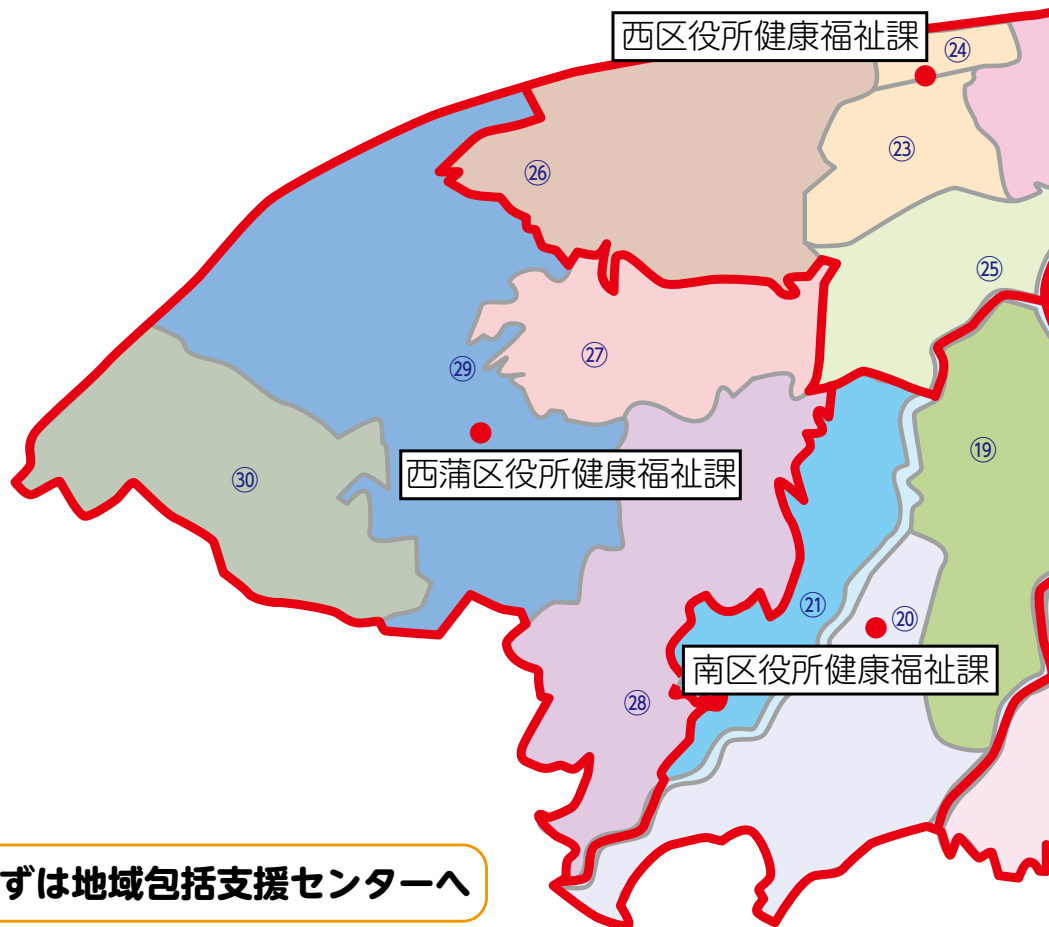 西区役所健康福祉課
㉔
㉓
㉖
㉕
㉗
㉙
⑲
西蒲区役所健康福祉課
㉚
㉑
⑳
南区役所健康福祉課
㉘
ずは地域包括支援センターへ